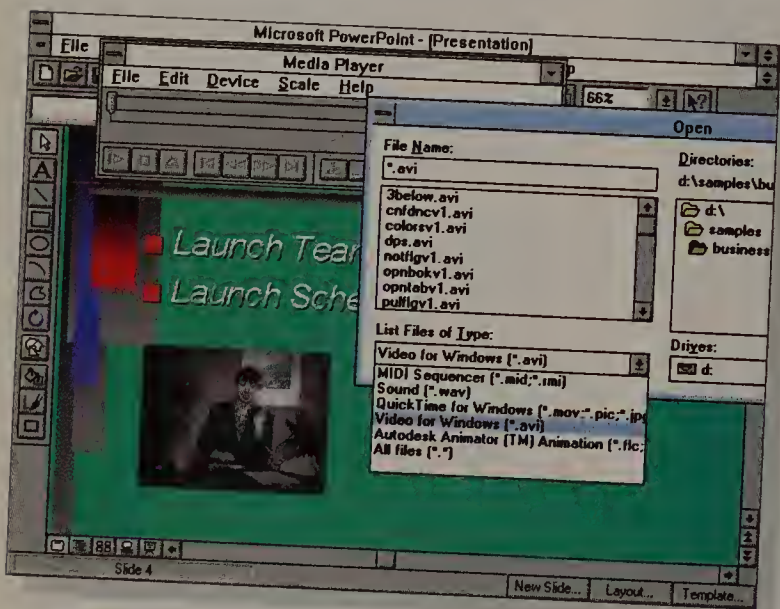 Microsoft PowerPoint - [Presentation]
File
Media Player
File Edit Device Scale Help
66%
Open
File Name:
*.avi
3below.avi
cnfdncv1.avi
colorsv1.avi
dps.avi
notflgv1.avi
opnbokv1.avi
opntabv1.avi
pulflgv1.avi
List Files of Type:
Video for Windows (*.avi)
MIDI Sequencer (*.mid;*.rmi)
Sound (*.wav)
QuickTime for Windows (*.mov;*.pic;*.jpg
Video for Windows (*.avi)
Autodesk Animator (TM) Animation (*.flc;
All files (*.*)
Directories:
d:\samples\bu
d:\
samples
business
Drives:
d:
Launch Tear
Launch Sche
Slide 4
New Slide... Layout... Template...